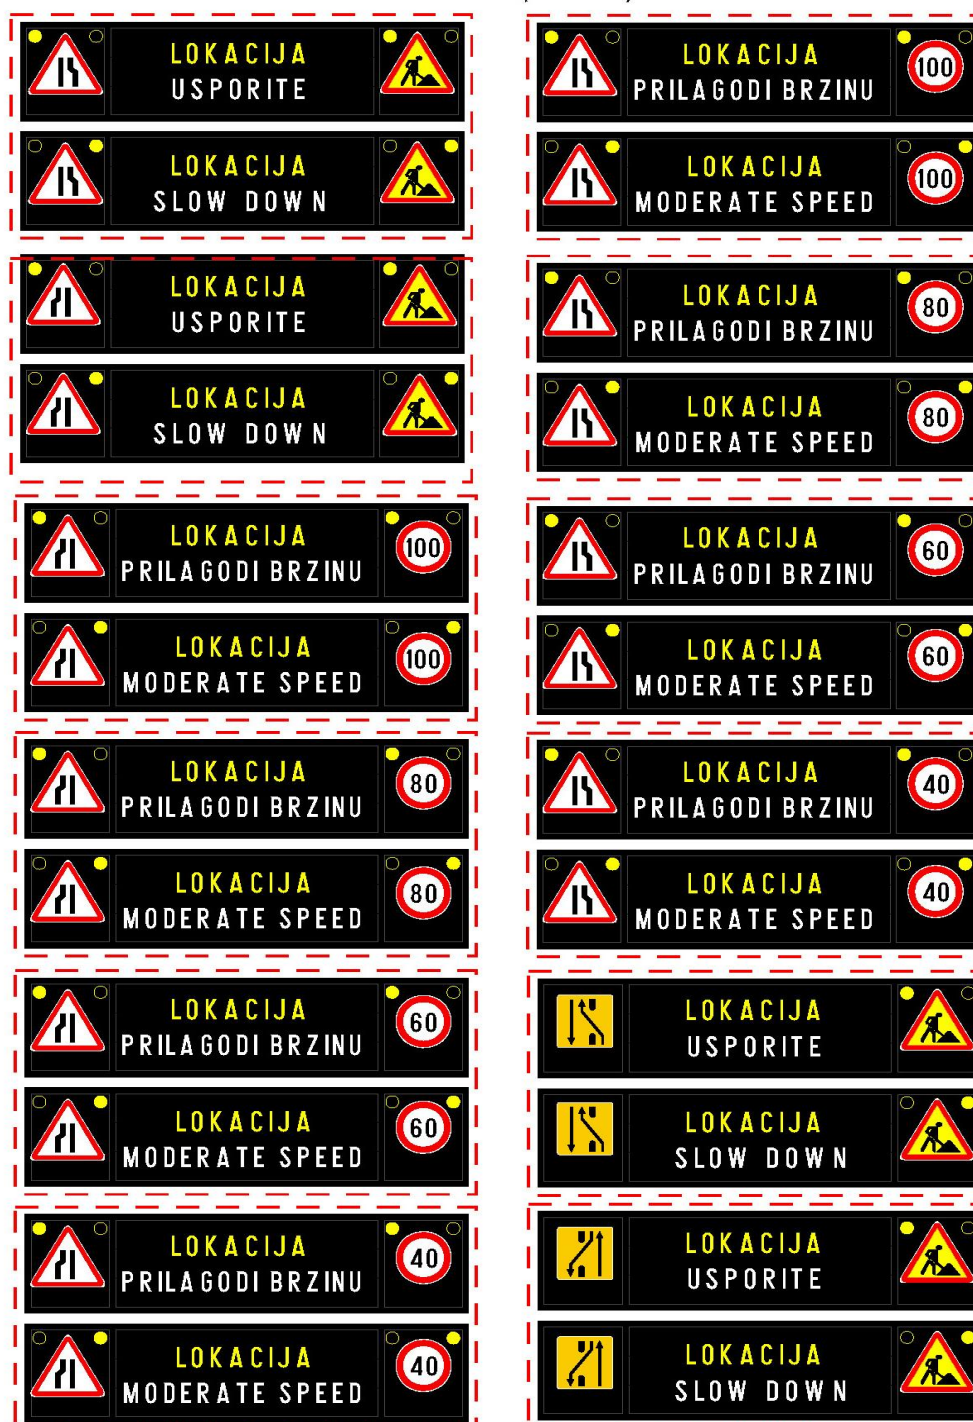 LOKACIJA
USPORITE
LOKACIJA
SLOW DOWN
LOKACIJA
USPORITE
LOKACIJA
SLOW DOWN
LOKACIJA
PRILAGODI BRZINU
100
LOKACIJA
MODERATE SPEED
100
LOKACIJA
PRILAGODI BRZINU
80
LOKACIJA
MODERATE SPEED
80
LOKACIJA
PRILAGODI BRZINU
60
LOKACIJA
MODERATE SPEED
60
LOKACIJA
PRILAGODI BRZINU
40
LOKACIJA
MODERATE SPEED
40
LOKACIJA
PRILAGODI BRZINU
100
LOKACIJA
MODERATE SPEED
100
LOKACIJA
PRILAGODI BRZINU
80
LOKACIJA
MODERATE SPEED
80
LOKACIJA
PRILAGODI BRZINU
60
LOKACIJA
MODERATE SPEED
60
LOKACIJA
PRILAGODI BRZINU
40
LOKACIJA
MODERATE SPEED
40
LOKACIJA
USPORITE
LOKACIJA
SLOW DOWN
LOKACIJA
USPORITE
LOKACIJA
SLOW DOWN